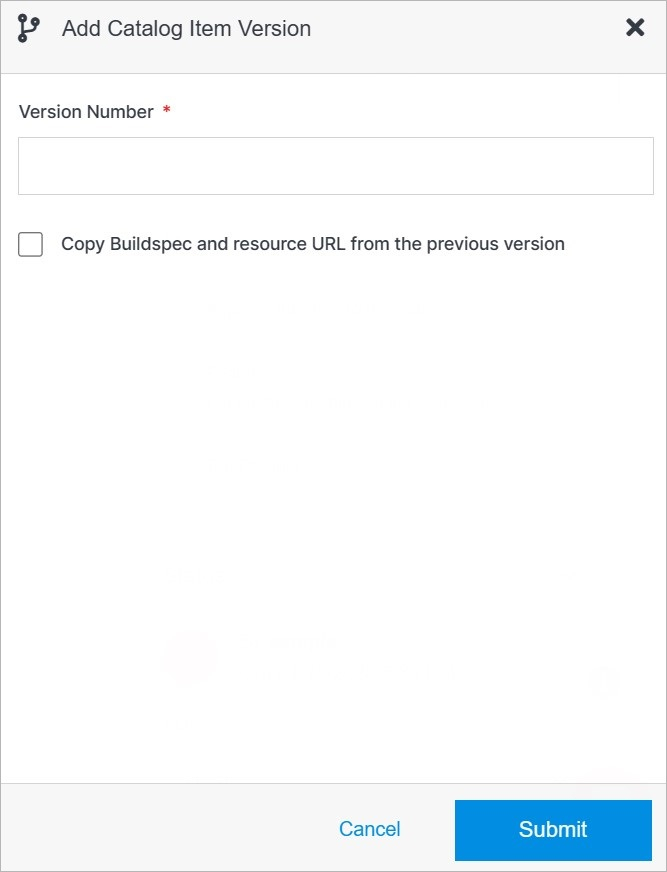 Add Catalog Item Version
Version Number *
Copy Buildspec and resource URL from the previous version
Cancel
Submit